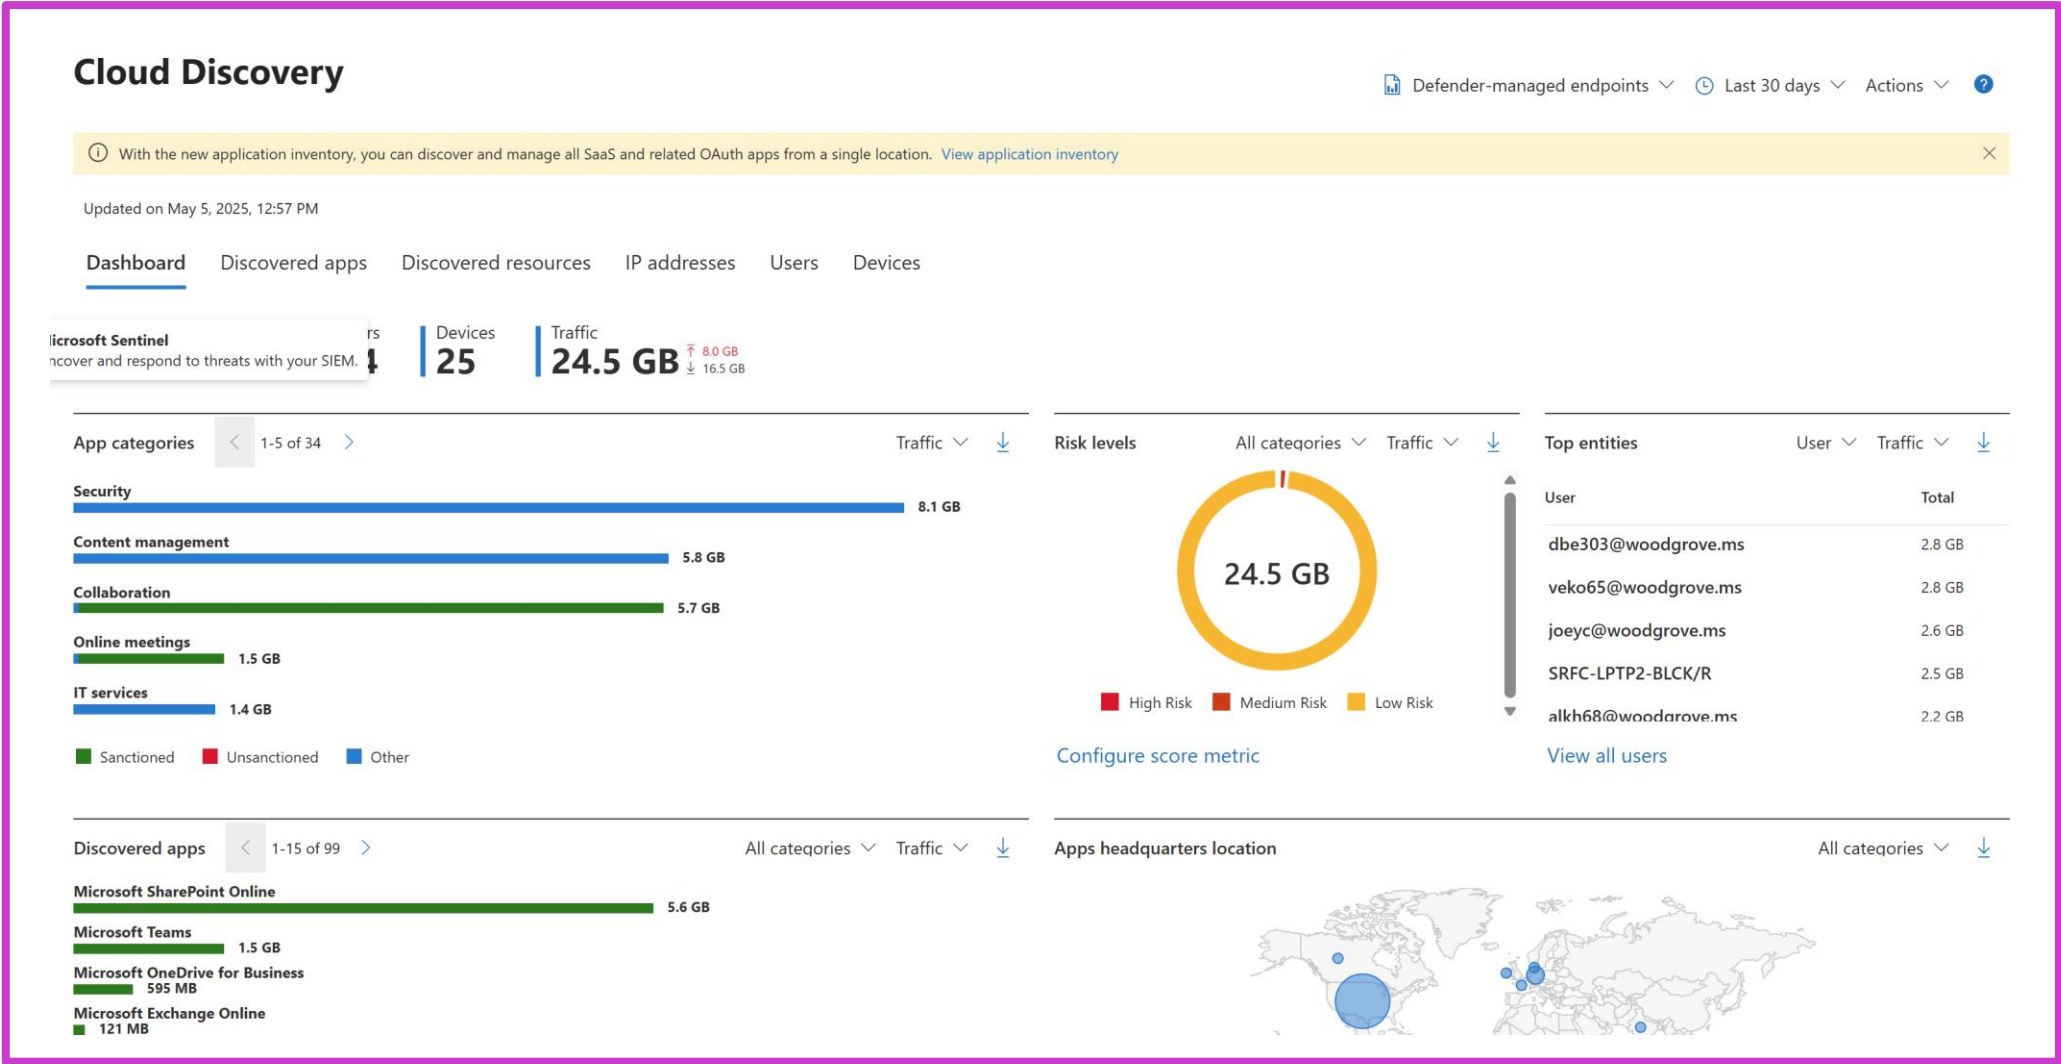 Cloud Discovery
Defender-managed endpoints Last 30 days Actions ?
With the new application inventory, you can discover and manage all SaaS and related OAuth apps from a single location. View application inventory
Updated on May 5, 2025, 12:57 PM
Dashboard Discovered apps Discovered resources IP addresses Users Devices
icrosoft Sentinel
ncover and respond to threats with your SIEM.
rs
4
Devices
25
Traffic
24.5 GB
8.0 GB
16.5 GB
App categories 1-5 of 34 Traffic
Security
8.1 GB
Content management
5.8 GB
Collaboration
5.7 GB
Online meetings
1.5 GB
IT services
1.4 GB
Sanctioned Unsanctioned Other
Risk levels All categories Traffic
24.5 GB
High Risk Medium Risk Low Risk
Configure score metric
Top entities User Traffic
User Total
dbe303@woodgrove.ms 2.8 GB
veko65@woodgrove.ms 2.8 GB
joeyc@woodgrove.ms 2.6 GB
SRFC-LPTP2-BLCK/R 2.5 GB
alkh68@woodgrove.ms 2.2 GB
View all users
Discovered apps 1-15 of 99 All categories Traffic
Microsoft SharePoint Online
5.6 GB
Microsoft Teams
1.5 GB
Microsoft OneDrive for Business
595 MB
Microsoft Exchange Online
121 MB
Apps headquarters location All categories